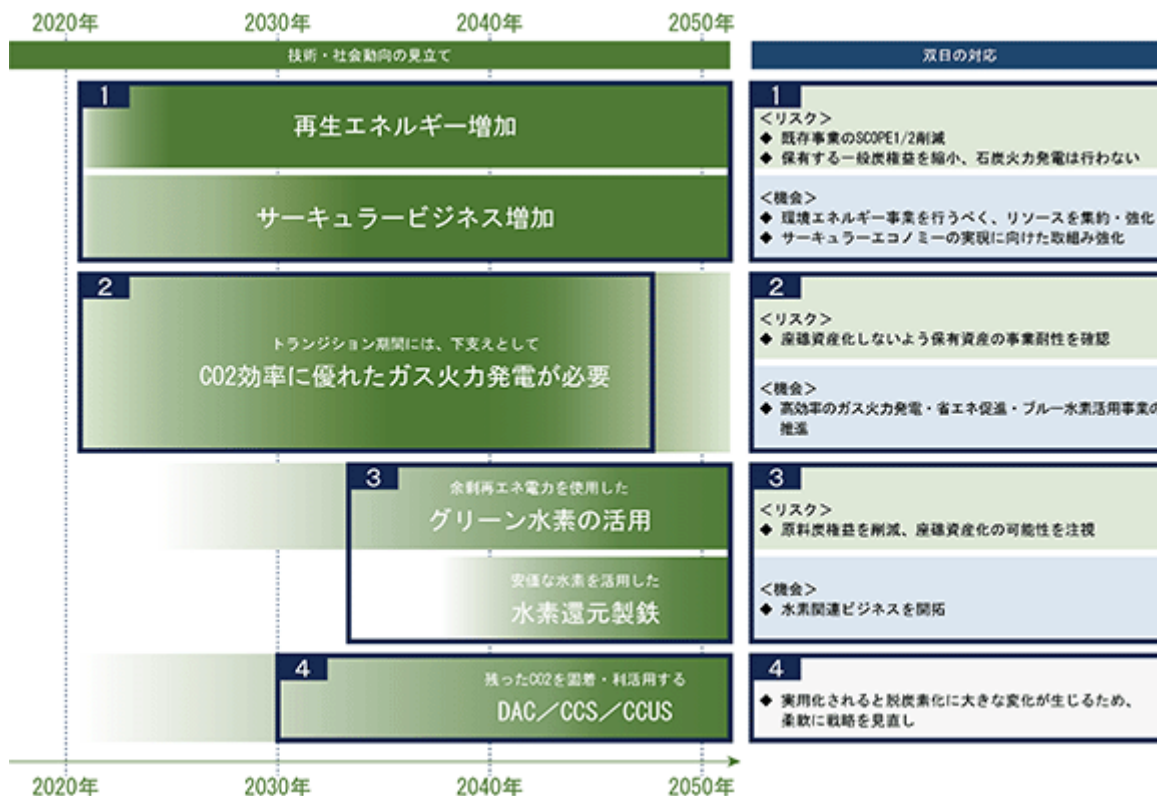 2020年 2030年 2040年 2050年
技術・社会動向の見立て
双日の対応
1
再生エネルギー増加
サーキュラービジネス増加
1
＜リスク＞
◆ 既存事業のSCOPE1/2削減
◆ 保有する一般炭権益を縮小、石炭火力発電は行わない
＜機会＞
◆ 環境エネルギー事業を行うべく、リソースを集約・強化
◆ サーキュラーエコノミーの実現に向けた取組み強化
2
トランジション期間には、下支えとして
CO2効率に優れたガス火力発電が必要
2
＜リスク＞
◆ 座礁資産化しないよう保有資産の事業耐性を確認
＜機会＞
◆ 高効率のガス火力発電・省エネ促進・ブルー水素活用事業の
推進
3
余剰再エネ電力を使用した
グリーン水素の活用
安価な水素を活用した
水素還元製鉄
3
＜リスク＞
◆ 原料炭権益を削減、座礁資産化の可能性を注視
＜機会＞
◆ 水素関連ビジネスを開拓
4
残ったCO2を固着・利活用する
DAC／CCS／CCUS
4
◆ 実用化されると脱炭素化に大きな変化が生じるため、
柔軟に戦略を見直し
2020年 2030年 2040年 2050年